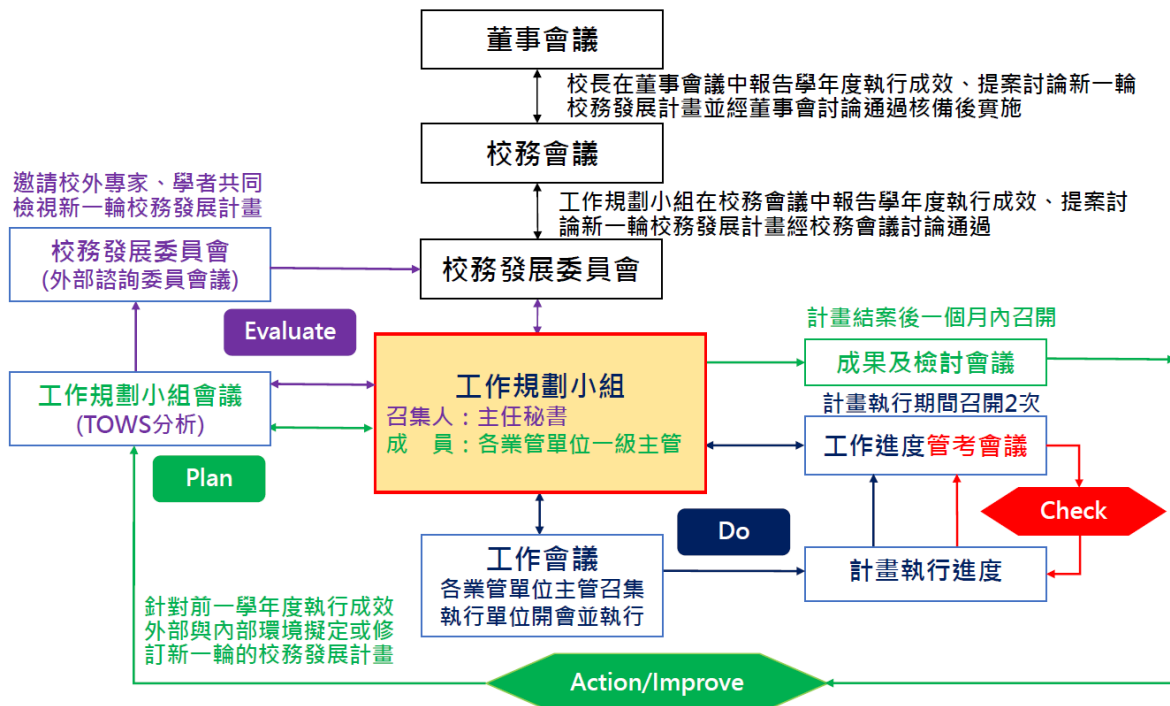 董事會議
校長在董事會議中報告學年度執行成效、提案討論新一輪
校務發展計畫並經董事會討論通過核備後實施
校務會議
工作規劃小組在校務會議中報告學年度執行成效、提案討
論新一輪校務發展計畫經校務會議討論通過
邀請校外專家、學者共同
檢視新一輪校務發展計畫
校務發展委員會
(外部諮詢委員會議)
校務發展委員會
Evaluate
計畫結案後一個月內召開
成果及檢討會議
工作規劃小組會議
(TOWS分析)
工作規劃小組
召集人：主任秘書
成　員：各業管單位一級主管
計畫執行期間召開2次
工作進度管考會議
Plan
Check
Do
工作會議
各業管單位主管召集
執行單位開會並執行
計畫執行進度
針對前一學年度執行成效
外部與內部環境擬定或修
訂新一輪的校務發展計畫
Action/Improve